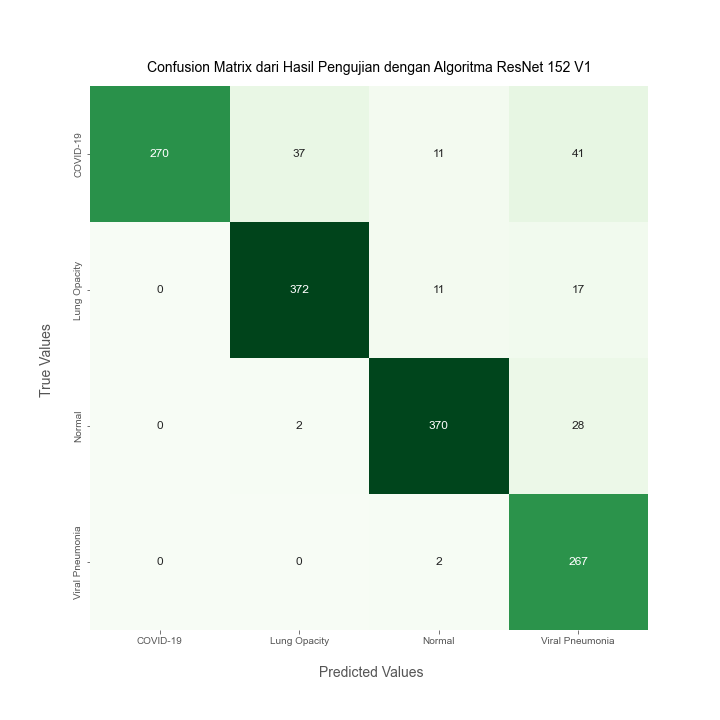 Confusion Matrix dari Hasil Pengujian dengan Algoritma ResNet 152 V1
True Values
COVID-19
270 37 11 41
Lung Opacity
0 372 11 17
Normal
0 2 370 28
Viral Pneumonia
0 0 2 267
COVID-19 Lung Opacity Normal Viral Pneumonia
Predicted Values